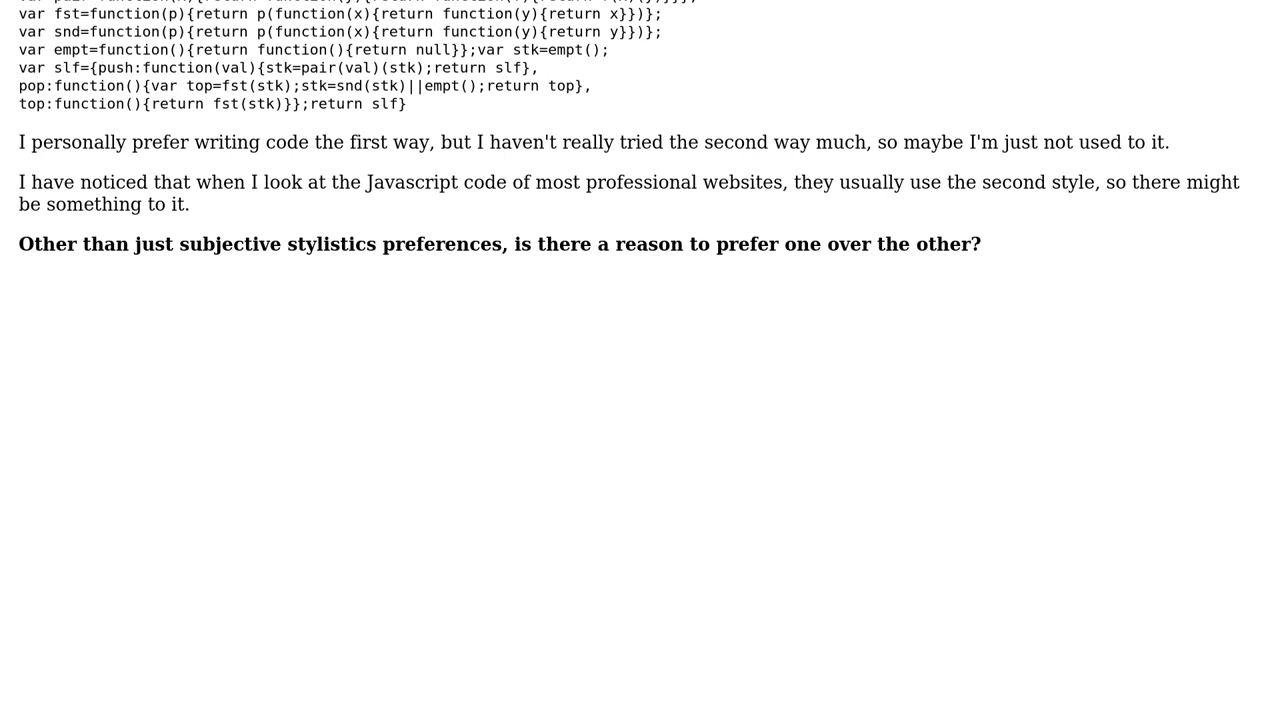 var fst=function(p){return p(function(x){return function(y){return x}})};
var snd=function(p){return p(function(x){return function(y){return y}})};
var empt=function(){return function(){return null}};var stk=empt();
var slf={push:function(val){stk=pair(val)(stk);return slf},
pop:function(){var top=fst(stk);stk=snd(stk)||empt();return top},
top:function(){return fst(stk)}};return slf}
I personally prefer writing code the first way, but I haven't really tried the second way much, so maybe I'm just not used to it.
I have noticed that when I look at the Javascript code of most professional websites, they usually use the second style, so there might
be something to it.
Other than just subjective stylistics preferences, is there a reason to prefer one over the other?